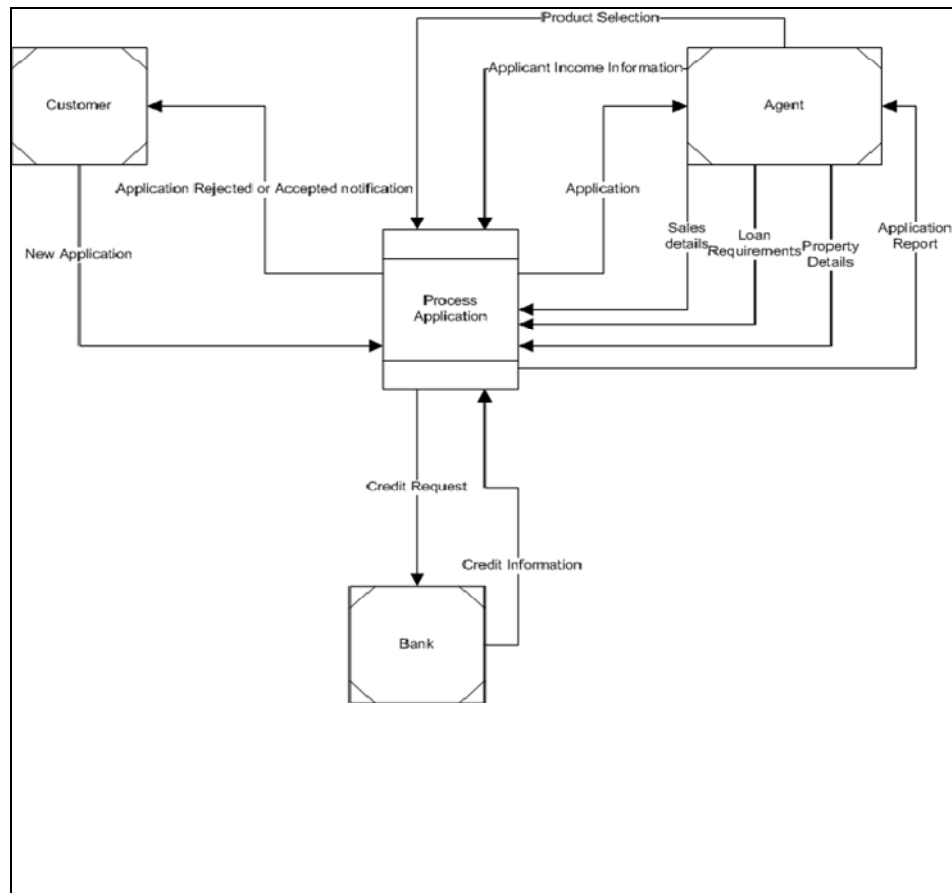 Product Selection
Applicant Income Information
Customer
Agent
Application Rejected or Accepted notification
Application
New Application
Sales
details
Loan
Requirements
Property
Details
Application
Report
Process
Application
Credit Request
Credit Information
Bank